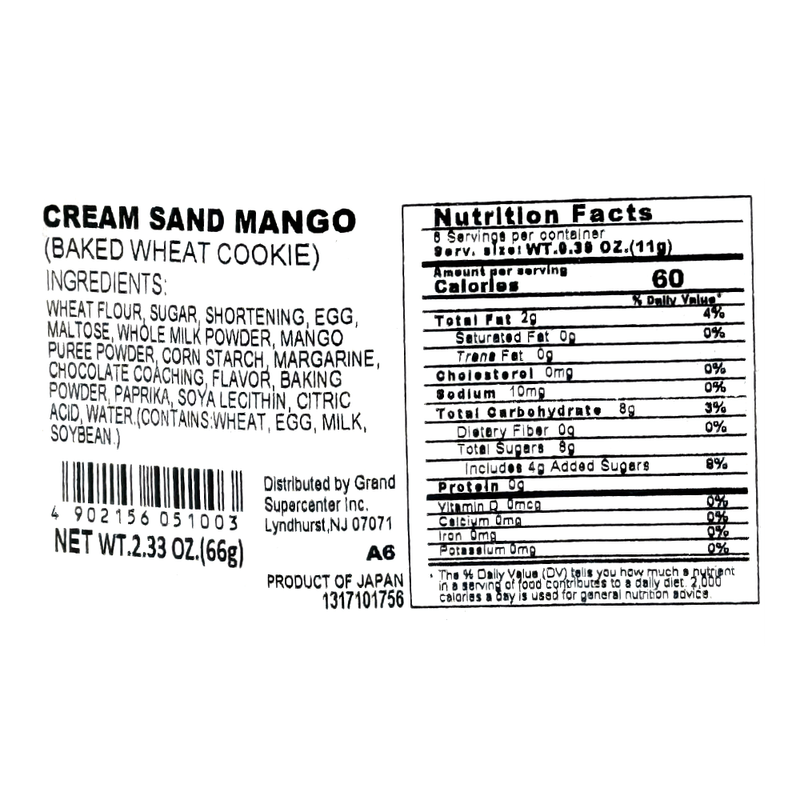 CREAM SAND MANGO
(BAKED WHEAT COOKIE)
INGREDIENTS:
WHEAT FLOUR, SUGAR, SHORTENING, EGG,
MALTOSE, WHOLE MILK POWDER, MANGO
PUREE POWDER, CORN STARCH, MARGARINE,
CHOCOLATE COACHING, FLAVOR, BAKING
POWDER, PAPRIKA, SOYA LECITHIN, CITRIC
ACID, WATER.(CONTAINS:WHEAT, EGG, MILK,
SOYBEAN.)
4 902156 051003
NET WT.2.33 OZ.(66g)
Distributed by Grand
Supercenter Inc.
Lyndhurst,NJ 07071
A6
PRODUCT OF JAPAN
1317101756
Nutrition Facts
6 Servings per container
Serv. size: WT.0.39 OZ.(11g)
Amount per serving
Calories 60
% Daily Value*
Total Fat 2g 4%
Saturated Fat 0g 0%
Trans Fat 0g
Cholesterol 0mg 0%
Sodium 10mg 0%
Total Carbohydrate 8g 3%
Dietary Fiber 0g 0%
Total Sugars 8g
Includes 4g Added Sugars 8%
Protein 0g
Vitamin D 0mcg 0%
Calcium 0mg 0%
Iron 0mg 0%
Potassium 0mg 0%
* The % Daily Value (DV) tells you how much a nutrient
in a serving of food contributes to a daily diet. 2,000
calories a day is used for general nutrition advice.